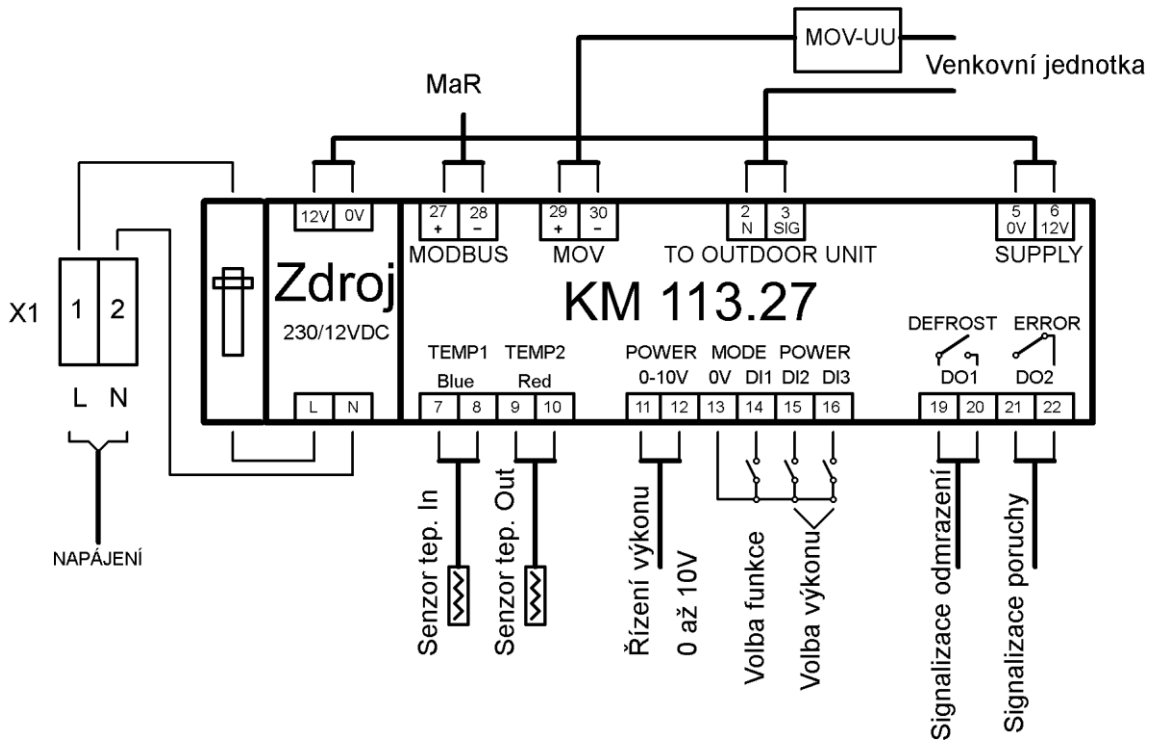 MOV-UU
Venkovní jednotka
MaR
12V 0V
27 28
+ −
MODBUS
29 30
+ −
MOV
2 3
N SIG
TO OUTDOOR UNIT
5 6
0V 12V
SUPPLY
X1
1 2
L N
NAPÁJENÍ
Zdroj
230/12VDC
L N
KM 113.27
TEMP1 TEMP2
Blue Red
7 8 9 10
POWER MODE POWER
0-10V 0V DI1 DI2 DI3
11 12 13 14 15 16
DEFROST ERROR
DO1 DO2
19 20 21 22
Senzor tep. In
Senzor tep. Out
Řízení výkonu
0 až 10V
Volba funkce
Volba výkonu
Signalizace odmrazení
Signalizace poruchy